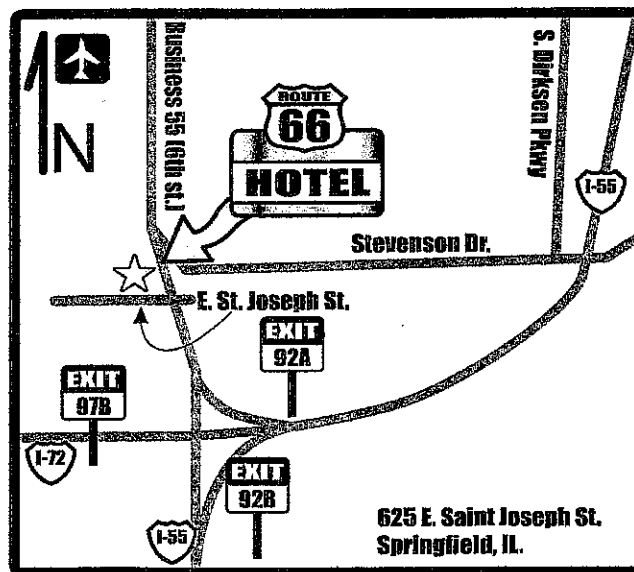 N
Business 55 (6th st.)
ROUTE
66
HOTEL
S. Dirksen Pkwy
I-55
Stevenson Dr.
E. St. Joseph St.
EXIT
92A
EXIT
97B
I-72
EXIT
92B
I-55
625 E. Saint Joseph St.
Springfield, IL.